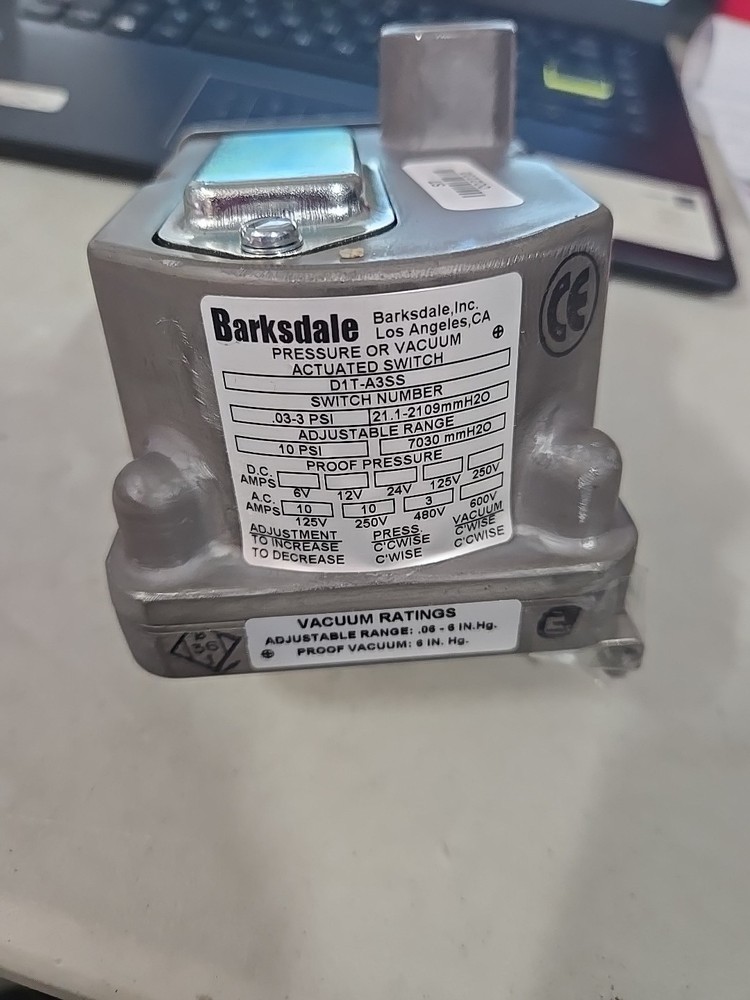 Barksdale
Barksdale,Inc.
Los Angeles,CA
PRESSURE OR VACUUM
ACTUATED SWITCH
D1T-A3SS
SWITCH NUMBER
.03-3 PSI 21.1-2109mmH2O
ADJUSTABLE RANGE
10 PSI 7030 mmH2O
PROOF PRESSURE
D.C. AMPS
6V 12V 24V 125V 250V
A.C. AMPS 10 10 3
125V 250V 480V 600V
ADJUSTMENT PRESS. VACUUM
TO INCREASE C'CWISE C'WISE
TO DECREASE C'WISE C'CWISE
CE
VACUUM RATINGS
ADJUSTABLE RANGE: .06 - 6 IN.Hg.
PROOF VACUUM: 6 IN. Hg.
36